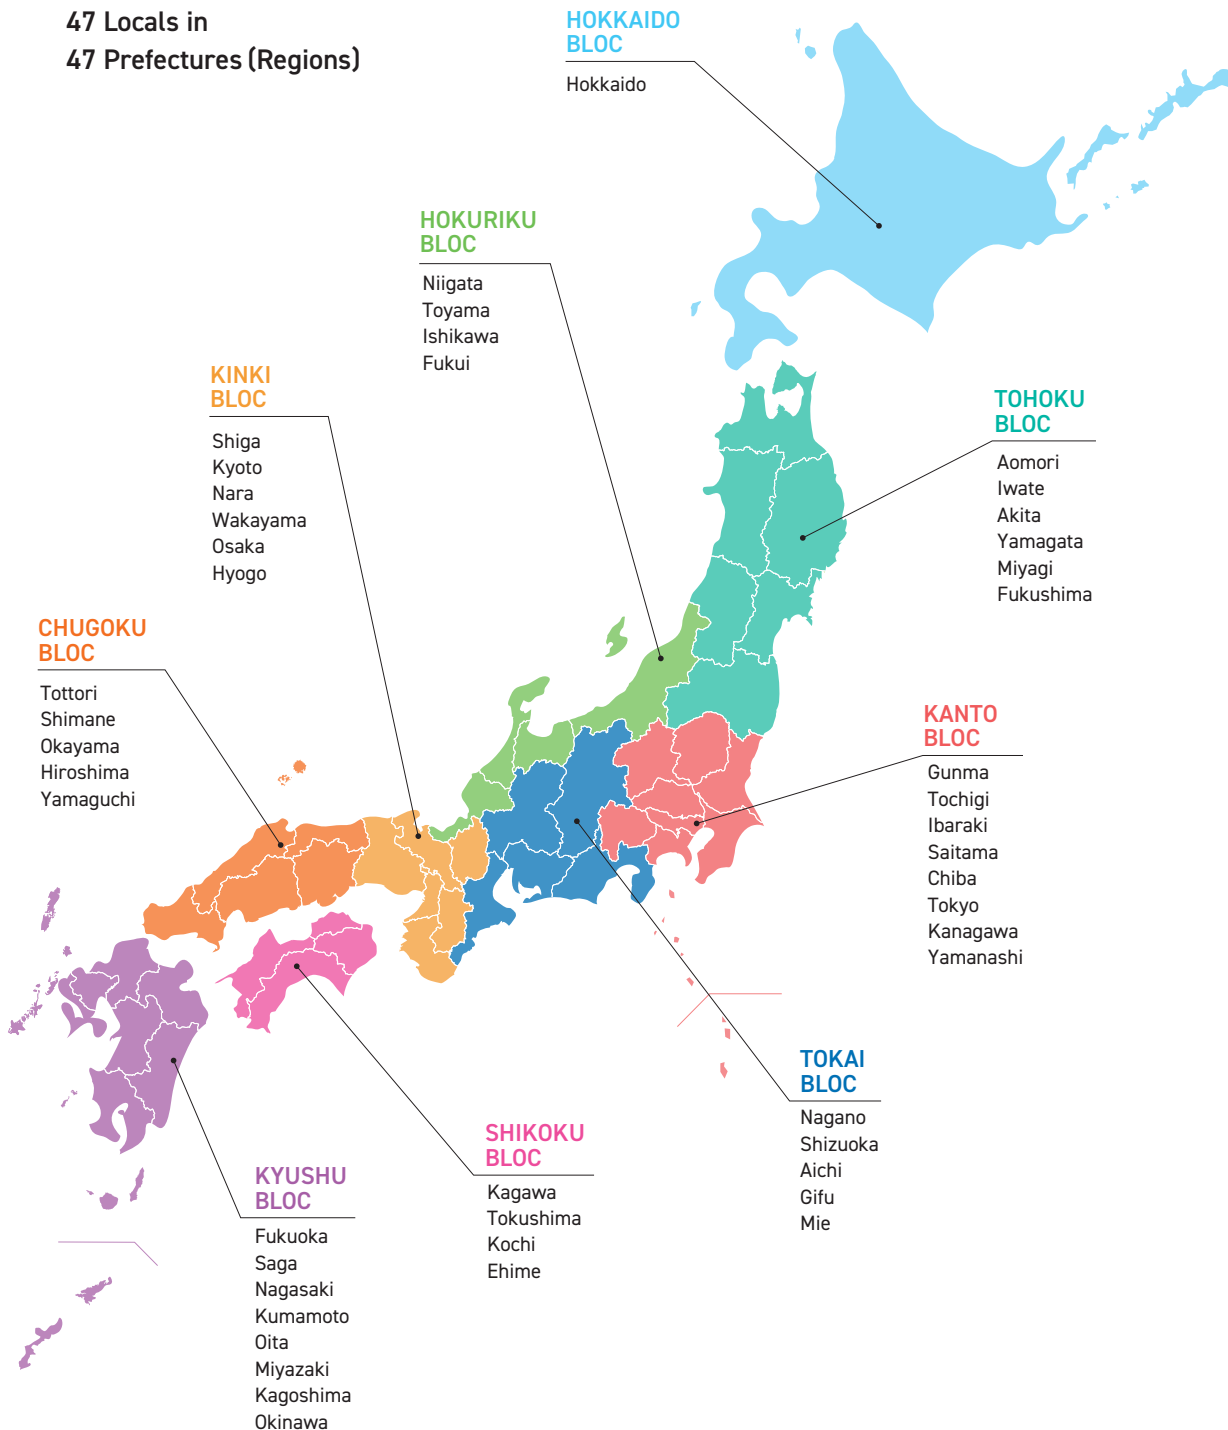 47 Locals in
47 Prefectures (Regions)
HOKKAIDO
BLOC
Hokkaido
HOKURIKU
BLOC
Niigata
Toyama
Ishikawa
Fukui
KINKI
BLOC
Shiga
Kyoto
Nara
Wakayama
Osaka
Hyogo
TOHOKU
BLOC
Aomori
Iwate
Akita
Yamagata
Miyagi
Fukushima
CHUGOKU
BLOC
Tottori
Shimane
Okayama
Hiroshima
Yamaguchi
KANTO
BLOC
Gunma
Tochigi
Ibaraki
Saitama
Chiba
Tokyo
Kanagawa
Yamanashi
TOKAI
BLOC
Nagano
Shizuoka
Aichi
Gifu
Mie
SHIKOKU
BLOC
Kagawa
Tokushima
Kochi
Ehime
KYUSHU
BLOC
Fukuoka
Saga
Nagasaki
Kumamoto
Oita
Miyazaki
Kagoshima
Okinawa